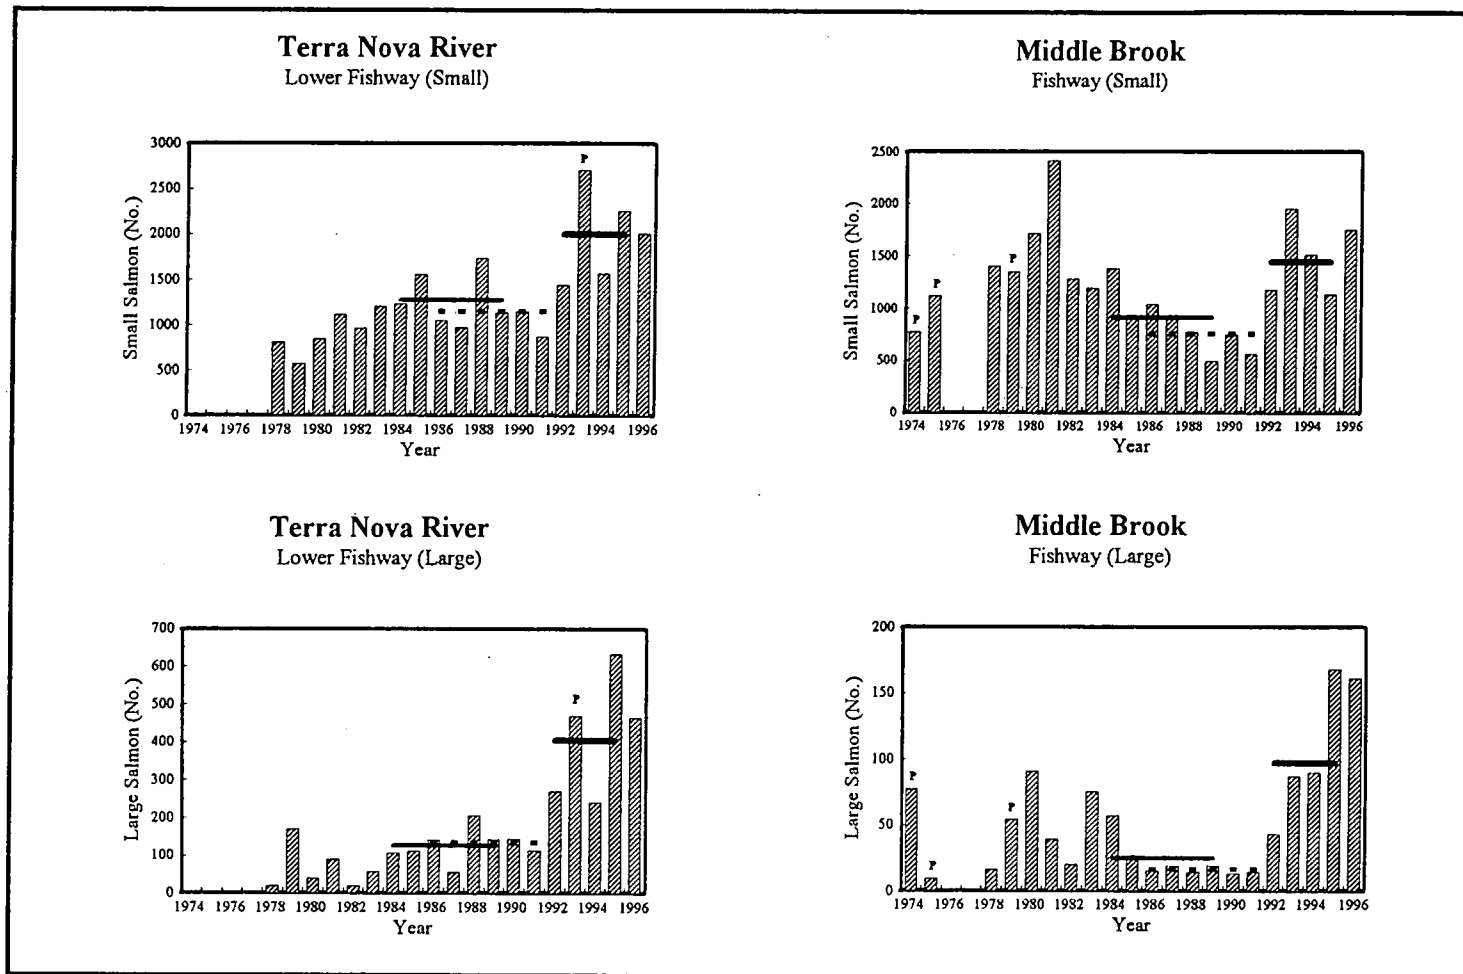 Terra Nova River
Lower Fishway (Small)
3000
2500
2000
1500
1000
500
0
Small Salmon (No.)
P
1974 1976 1978 1980 1982 1984 1986 1988 1990 1992 1994 1996
Year
Middle Brook
Fishway (Small)
2500
2000
1500
1000
500
0
Small Salmon (No.)
P
P
P
1974 1976 1978 1980 1982 1984 1986 1988 1990 1992 1994 1996
Year
Terra Nova River
Lower Fishway (Large)
700
600
500
400
300
200
100
0
Large Salmon (No.)
P
1974 1976 1978 1980 1982 1984 1986 1988 1990 1992 1994 1996
Year
Middle Brook
Fishway (Large)
200
150
100
50
0
Large Salmon (No.)
P
P
P
1974 1976 1978 1980 1982 1984 1986 1988 1990 1992 1994 1996
Year